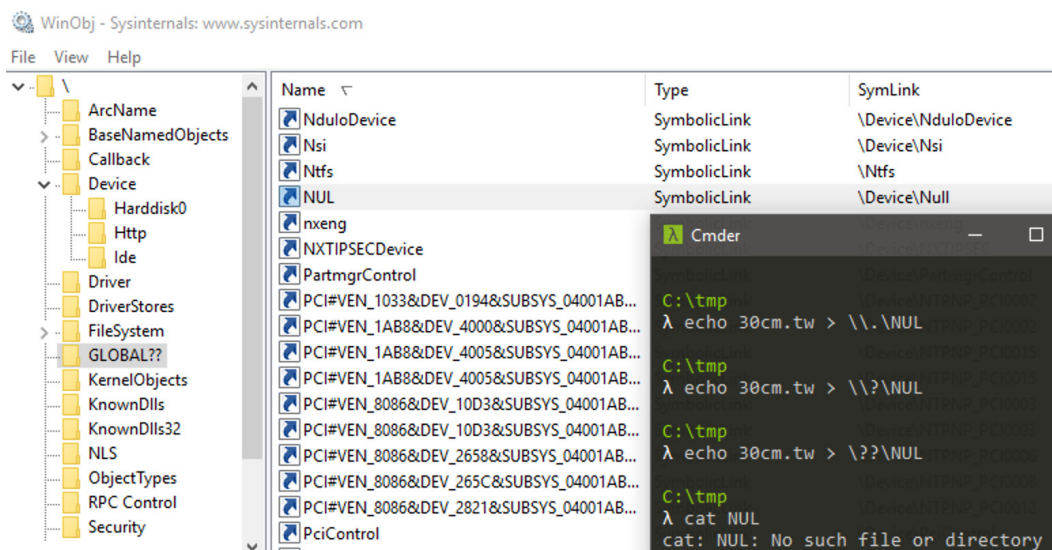 WinObj - Sysinternals: www.sysinternals.com
File View Help
\
ArcName
BaseNamedObjects
Callback
Device
Harddisk0
Http
Ide
Driver
DriverStores
FileSystem
GLOBAL??
KernelObjects
KnownDlls
KnownDlls32
NLS
ObjectTypes
RPC Control
Security
Name Type SymLink
NduIoDevice SymbolicLink \Device\NduIoDevice
Nsi SymbolicLink \Device\Nsi
Ntfs SymbolicLink \Ntfs
NUL SymbolicLink \Device\Null
nxeng
NXTIPSECDevice
PartmgrControl
PCI#VEN_1033&DEV_0194&SUBSYS_04001AB...
PCI#VEN_1AB8&DEV_4000&SUBSYS_04001AB...
PCI#VEN_1AB8&DEV_4005&SUBSYS_04001AB...
PCI#VEN_1AB8&DEV_4005&SUBSYS_04001AB...
PCI#VEN_8086&DEV_10D3&SUBSYS_04001AB...
PCI#VEN_8086&DEV_10D3&SUBSYS_04001AB...
PCI#VEN_8086&DEV_2658&SUBSYS_04001AB...
PCI#VEN_8086&DEV_265C&SUBSYS_04001AB...
PCI#VEN_8086&DEV_2821&SUBSYS_04001AB...
PciControl
λ Cmder
C:\tmp
λ echo 30cm.tw > \\.\NUL
C:\tmp
λ echo 30cm.tw > \\?\NUL
C:\tmp
λ echo 30cm.tw > \??\NUL
C:\tmp
λ cat NUL
cat: NUL: No such file or directory